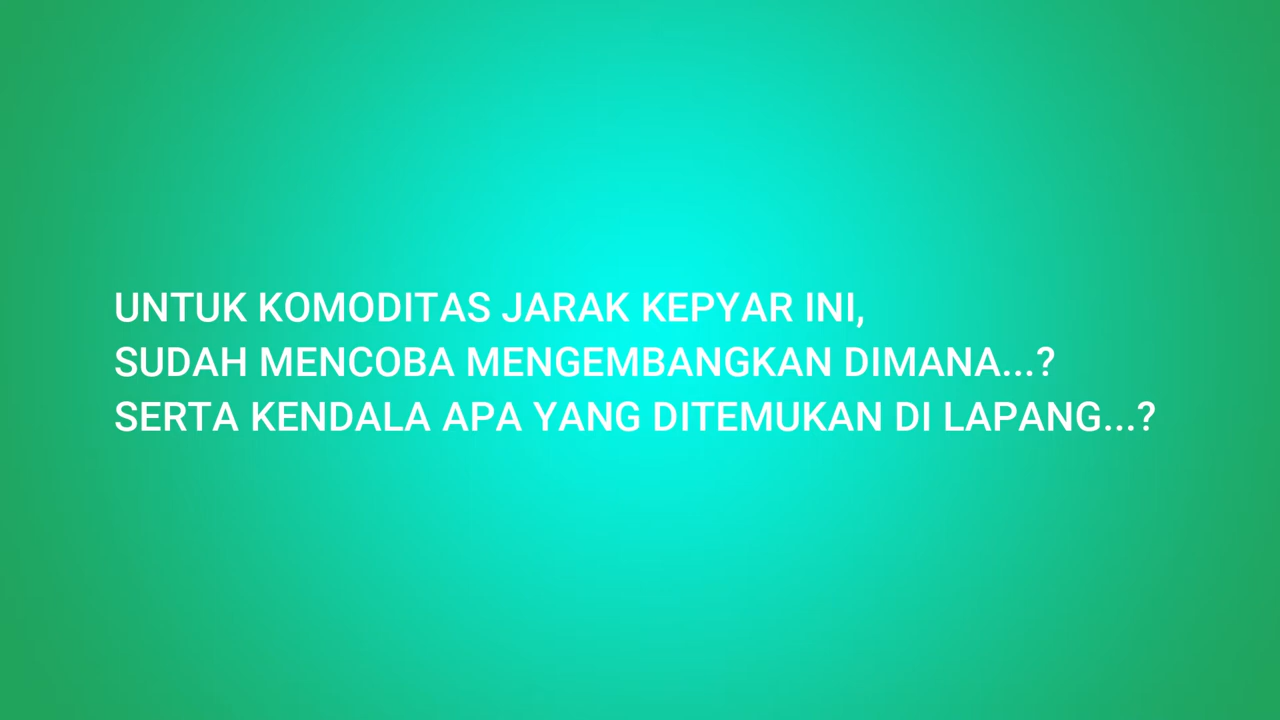 UNTUK KOMODITAS JARAK KEPYAR INI,
SUDAH MENCOBA MENGEMBANGKAN DIMANA...?
SERTA KENDALA APA YANG DITEMUKAN DI LAPANG...?